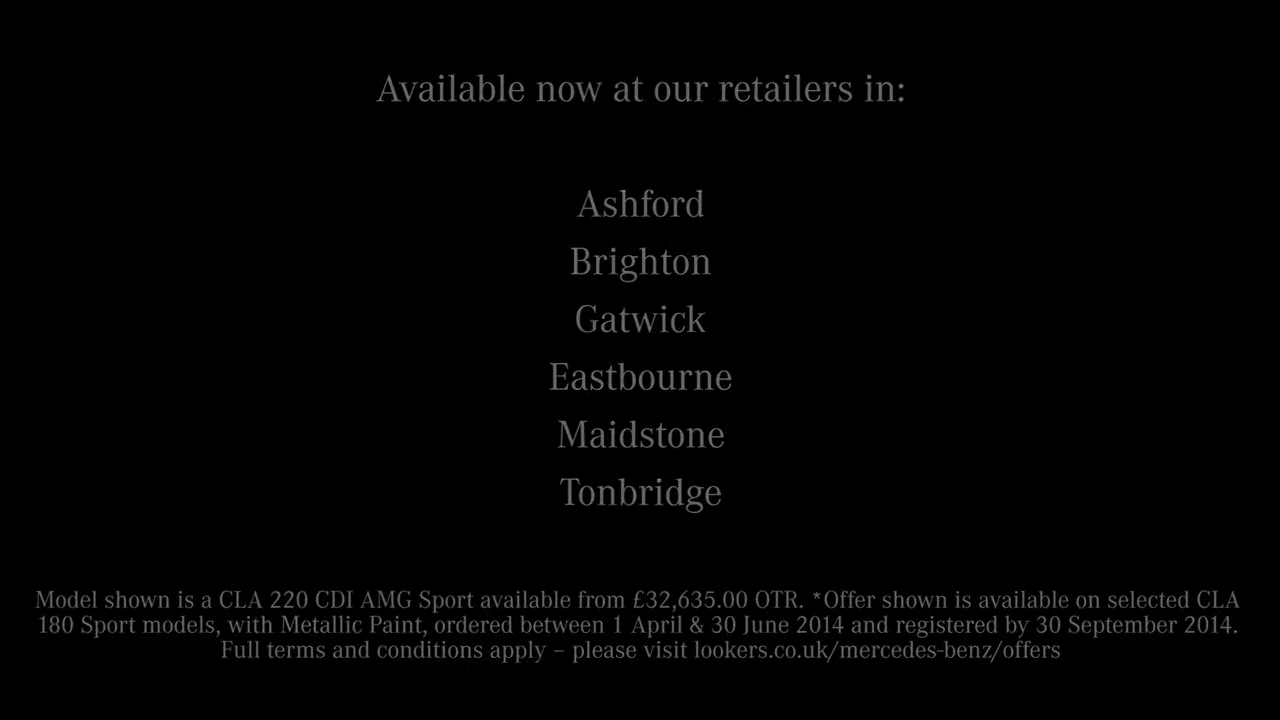 Available now at our retailers in:
Ashford
Brighton
Gatwick
Eastbourne
Maidstone
Tonbridge
Model shown is a CLA 220 CDI AMG Sport available from £32,635.00 OTR. *Offer shown is available on selected CLA
180 Sport models, with Metallic Paint, ordered between 1 April & 30 June 2014 and registered by 30 September 2014.
Full terms and conditions apply – please visit lookers.co.uk/mercedes-benz/offers